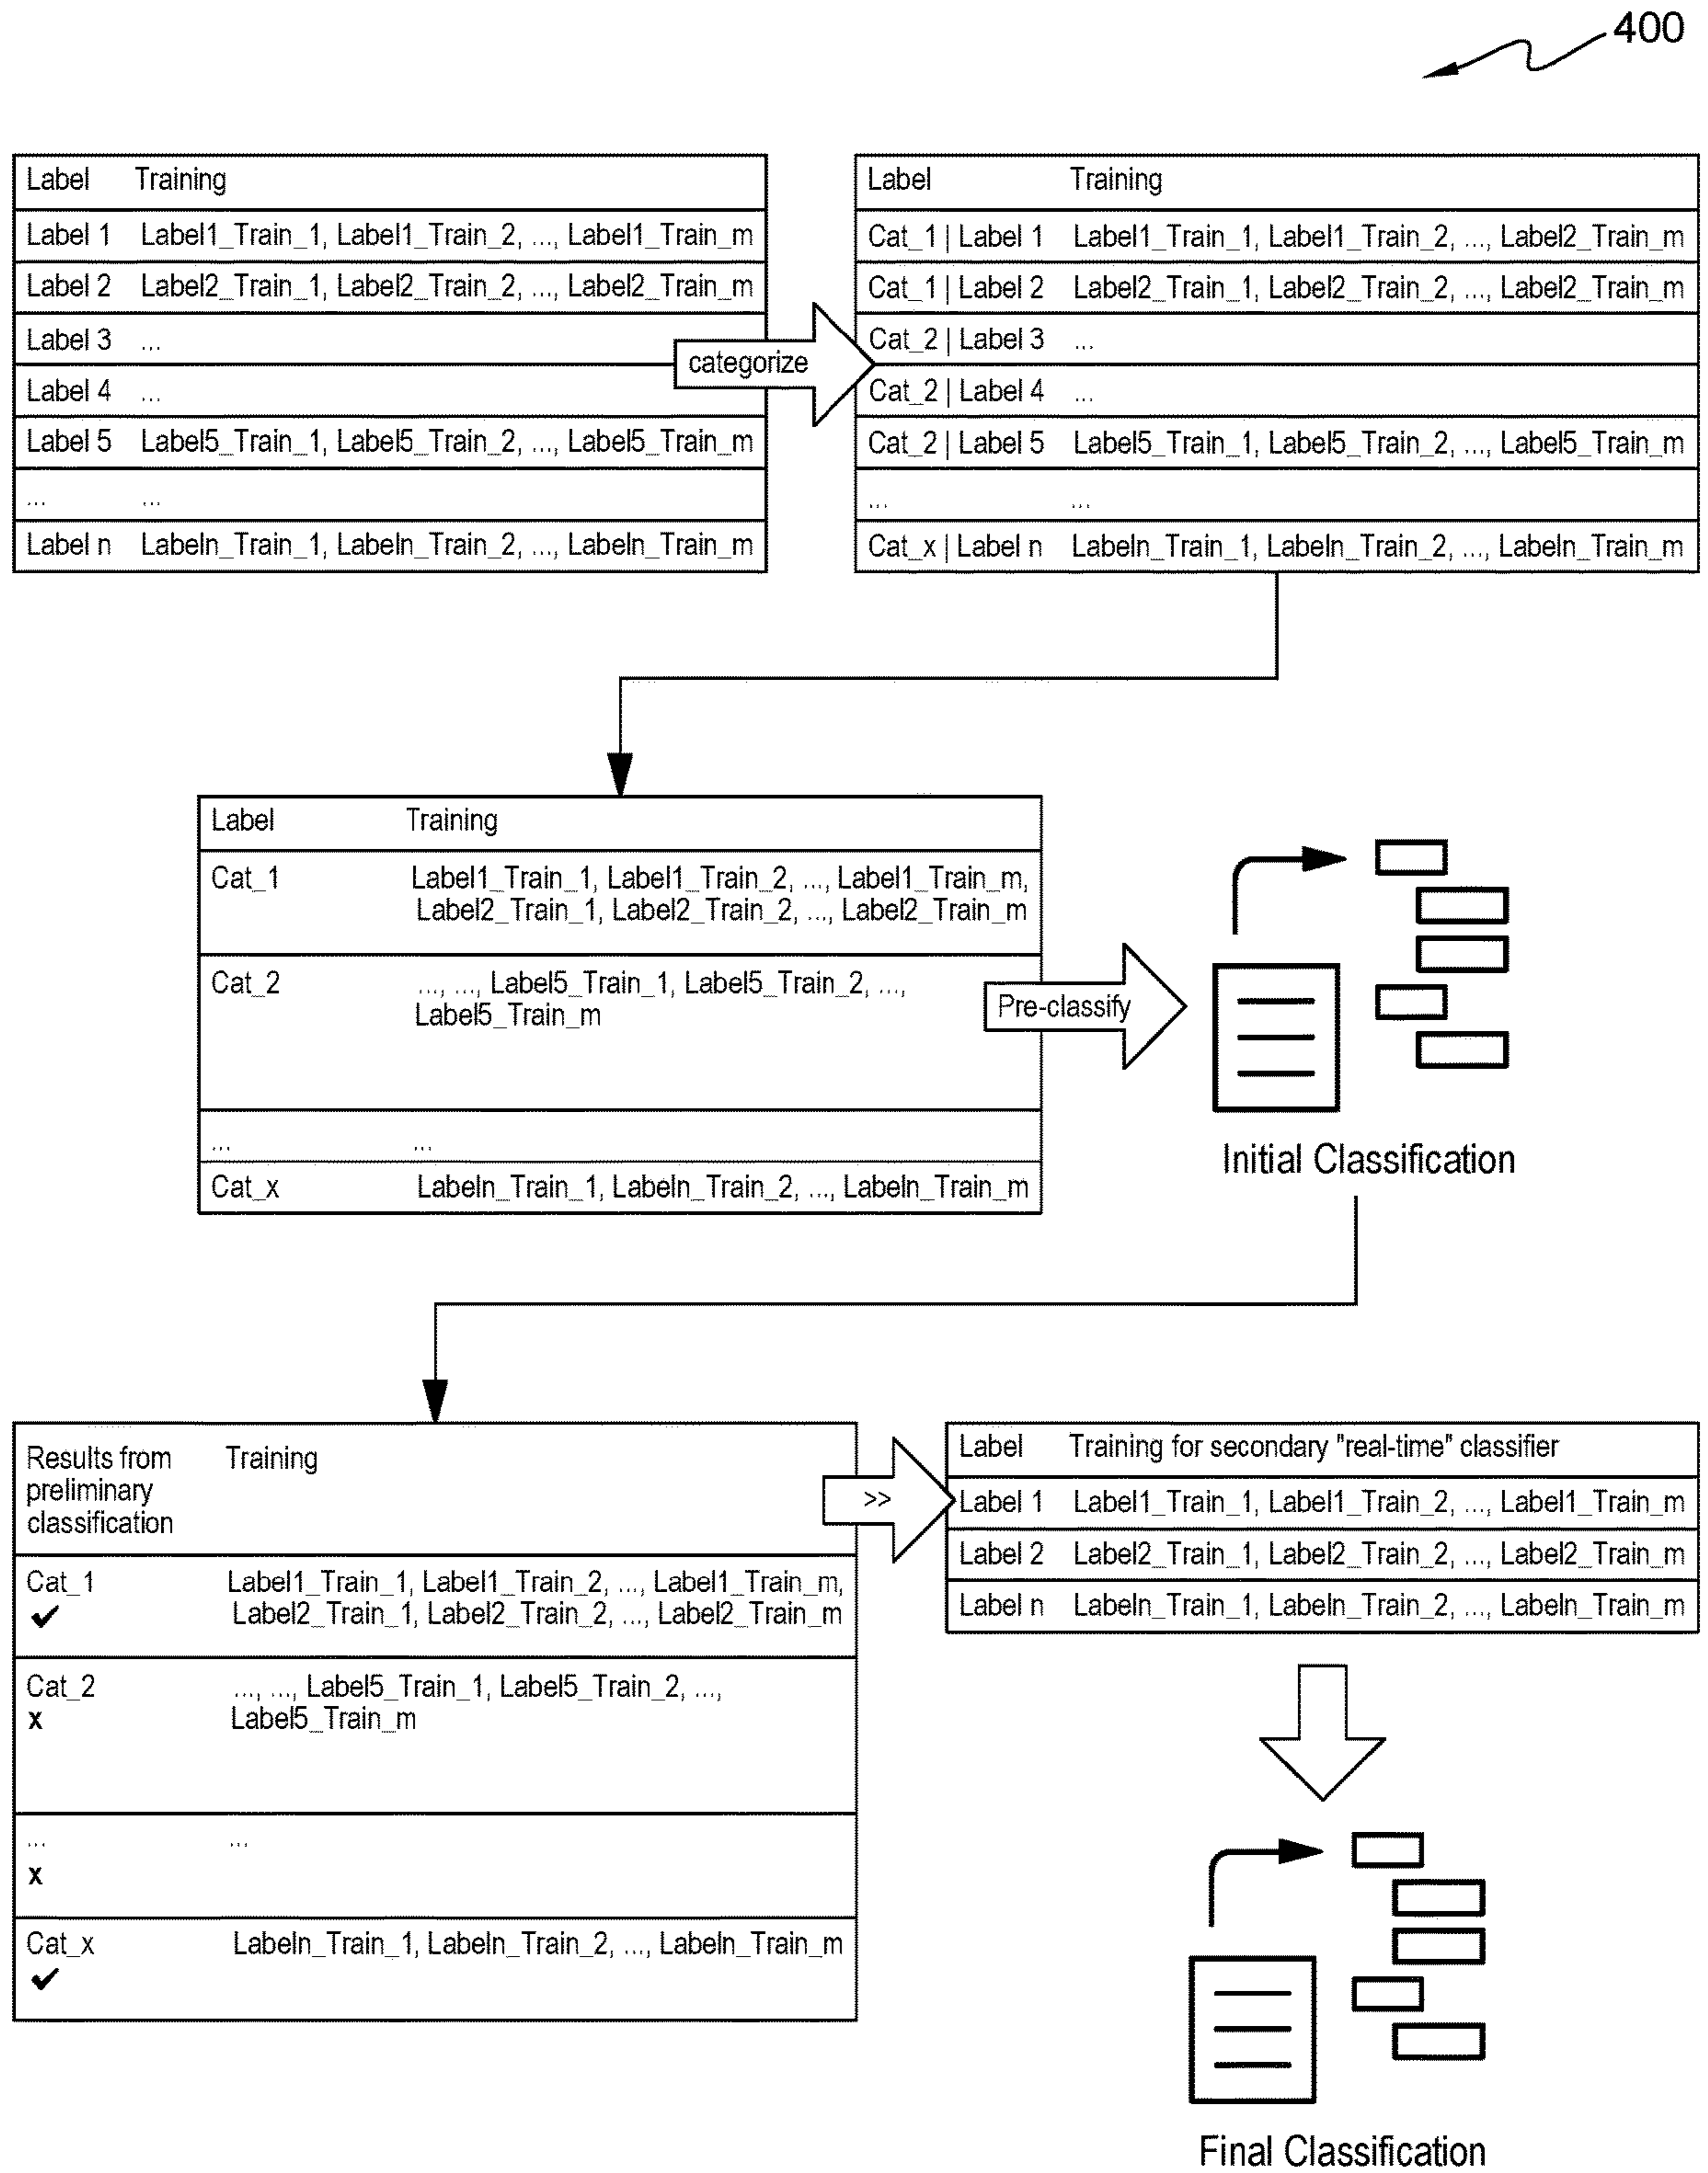 400
Label Training
Label 1 Label1_Train_1, Label1_Train_2, ..., Label1_Train_m
Label 2 Label2_Train_1, Label2_Train_2, ..., Label2_Train_m
Label 3 ...
Label 4 ...
Label 5 Label5_Train_1, Label5_Train_2, ..., Label5_Train_m
... ...
Label n Labeln_Train_1, Labeln_Train_2, ..., Labeln_Train_m
categorize
Label Training
Cat_1 | Label 1 Label1_Train_1, Label1_Train_2, ..., Label2_Train_m
Cat_1 | Label 2 Label2_Train_1, Label2_Train_2, ..., Label2_Train_m
Cat_2 | Label 3 ...
Cat_2 | Label 4 ...
Cat_2 | Label 5 Label5_Train_1, Label5_Train_2, ..., Label5_Train_m
... ...
Cat_x | Label n Labeln_Train_1, Labeln_Train_2, ..., Labeln_Train_m
Label Training
Cat_1 Label1_Train_1, Label1_Train_2, ..., Label1_Train_m,
Label2_Train_1, Label2_Train_2, ..., Label2_Train_m
Cat_2 ..., ..., Label5_Train_1, Label5_Train_2, ...,
Label5_Train_m
... ...
Cat_x Labeln_Train_1, Labeln_Train_2, ..., Labeln_Train_m
Pre-classify
Initial Classification
Results from Training
preliminary
classification
Cat_1 Label1_Train_1, Label1_Train_2, ..., Label1_Train_m,
✓ Label2_Train_1, Label2_Train_2, ..., Label2_Train_m
Cat_2 ..., ..., Label5_Train_1, Label5_Train_2, ...,
x Label5_Train_m
... ...
x
Cat_x Labeln_Train_1, Labeln_Train_2, ..., Labeln_Train_m
✓
>>
Label Training for secondary "real-time" classifier
Label 1 Label1_Train_1, Label1_Train_2, ..., Label1_Train_m
Label 2 Label2_Train_1, Label2_Train_2, ..., Label2_Train_m
Label n Labeln_Train_1, Labeln_Train_2, ..., Labeln_Train_m
Final Classification